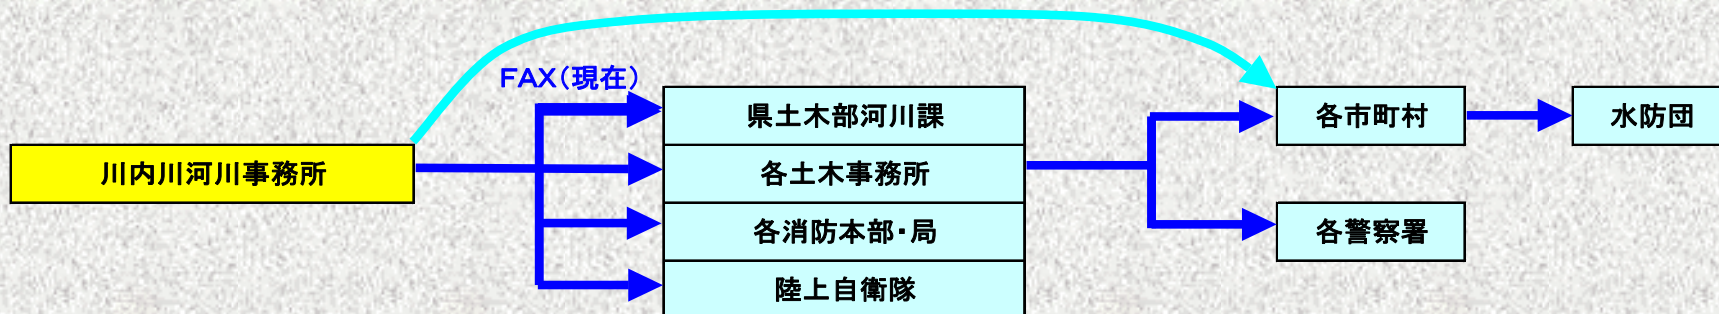 FAX(現在)
川内川河川事務所
県土木部河川課
各土木事務所
各消防本部・局
陸上自衛隊
各市町村
各警察署
水防団